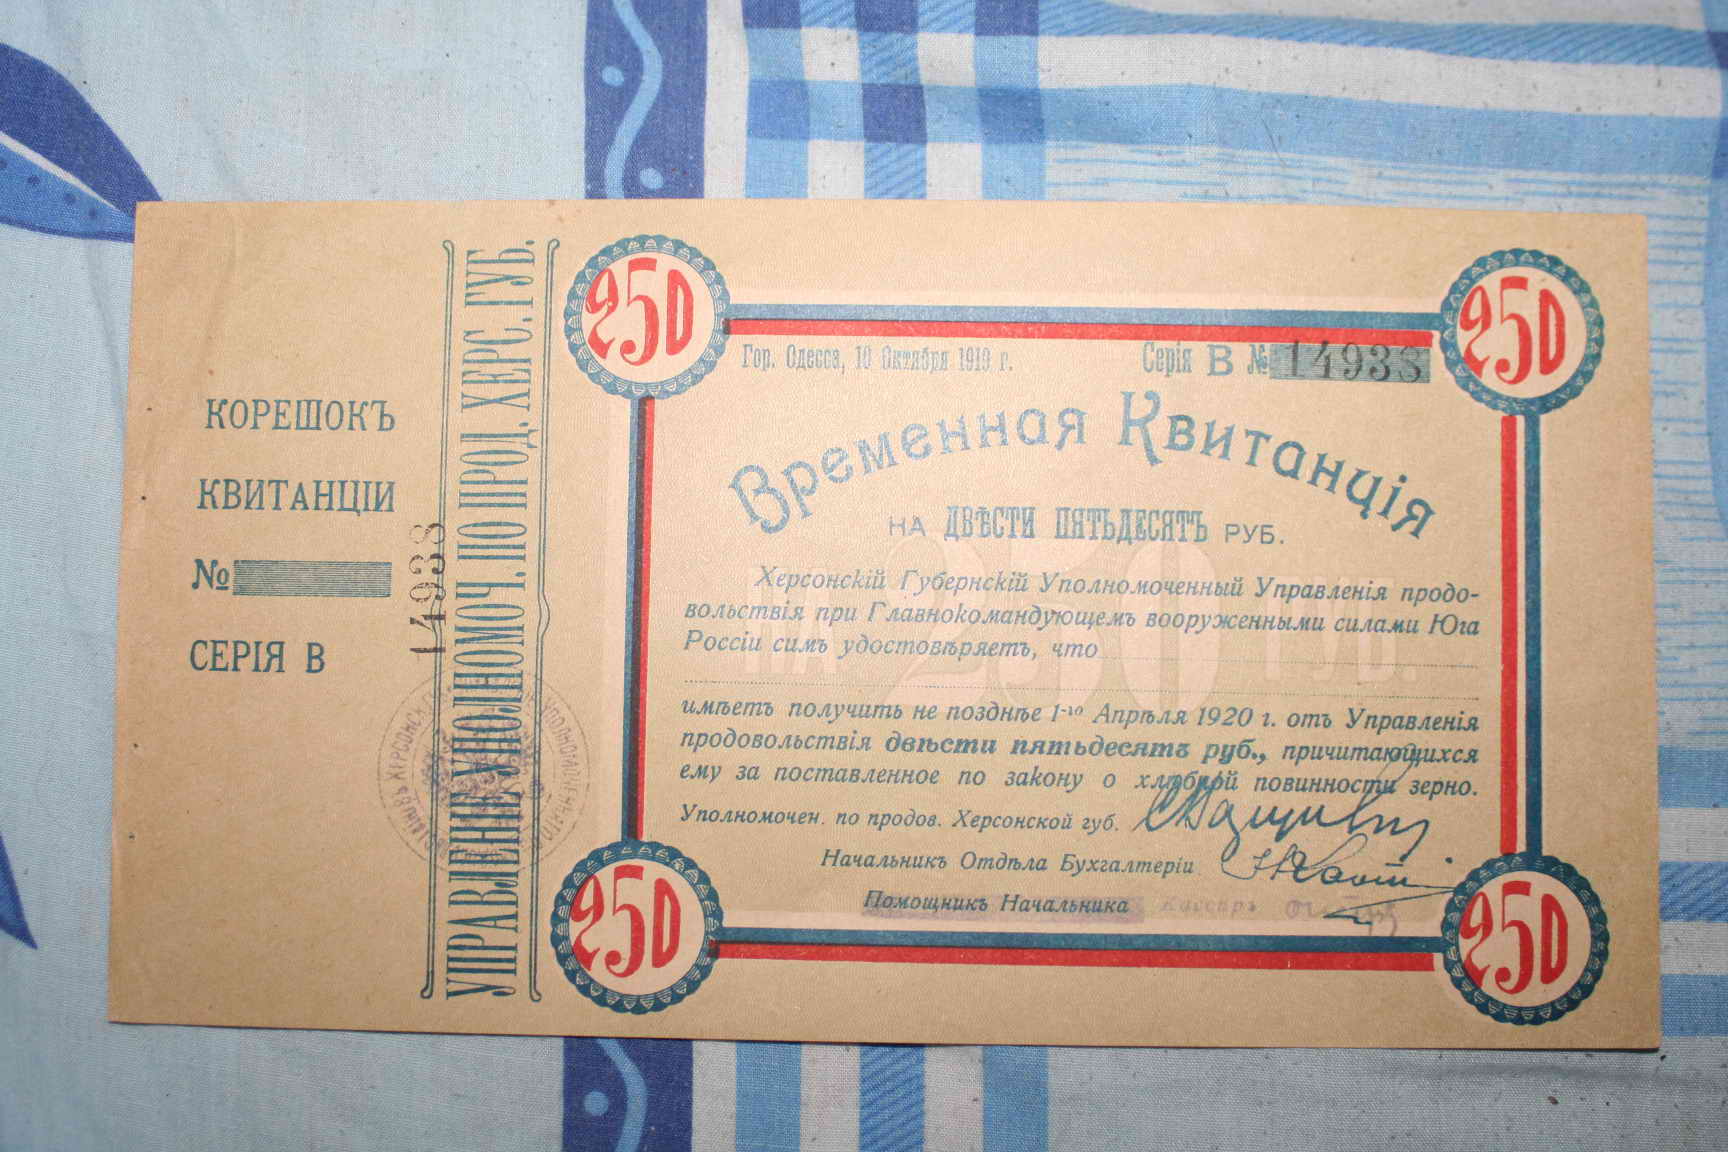 КОРЕШОКЪ
КВИТАНЦІИ
№
СЕРІЯ В
14938
УПРАВЛЕНІЕ УПОЛНОМОЧ. ПО ПРОД. ХЕРС. ГУБ.
250
250
Гор. Одесса, 10 Октября 1919 г.
Серія В № 14938
Временная Квитанція
НА ДВѢСТИ ПЯТЬДЕСЯТЪ РУБ.
НА 250 РУБ.
Херсонскій Губернскій Уполномоченный Управленія продо-
вольствія при Главнокомандующемъ вооруженными силами Юга
Россіи симъ удостовѣряетъ, что
имѣетъ получить не позднѣе 1-го Апрѣля 1920 г. отъ Управленія
продовольствія двѣсти пятьдесятъ руб., причитающихся
ему за поставленное по закону о хлѣбной повинности зерно.
Уполномочен. по продов. Херсонской губ.
Начальникъ Отдѣла Бухгалтеріи
Помощникъ Начальника Кассиръ
250
250